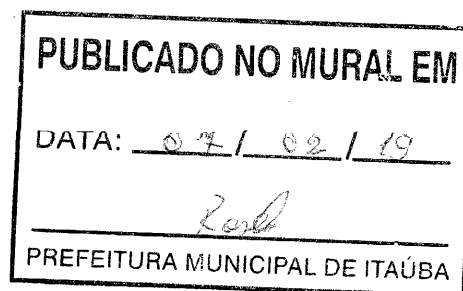 PUBLICADO NO MURAL EM
DATA: 07 / 02 / 19
PREFEITURA MUNICIPAL DE ITAÚBA